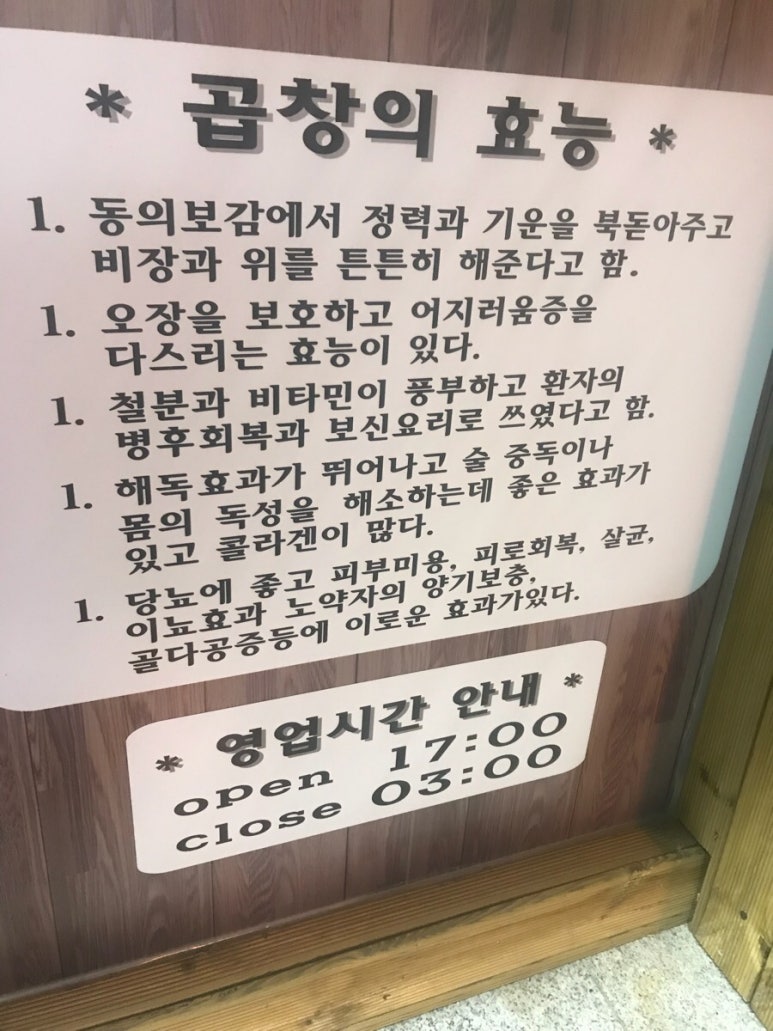 * 곱창의 효능 *
1. 동의보감에서 정력과 기운을 북돋아주고
비장과 위를 튼튼히 해준다고 함.
1. 오장을 보호하고 어지러움증을
다스리는 효능이 있다.
1. 철분과 비타민이 풍부하고 환자의
병후회복과 보신요리로 쓰였다고 함.
1. 해독효과가 뛰어나고 술 중독이나
몸의 독성을 해소하는데 좋은 효과가
있고 콜라겐이 많다.
1. 당뇨에 좋고 피부미용, 피로회복, 살균,
이뇨효과 노약자의 양기보충,
골다공증등에 이로운 효과가있다.
* 영업시간 안내 *
open 17:00
close 03:00